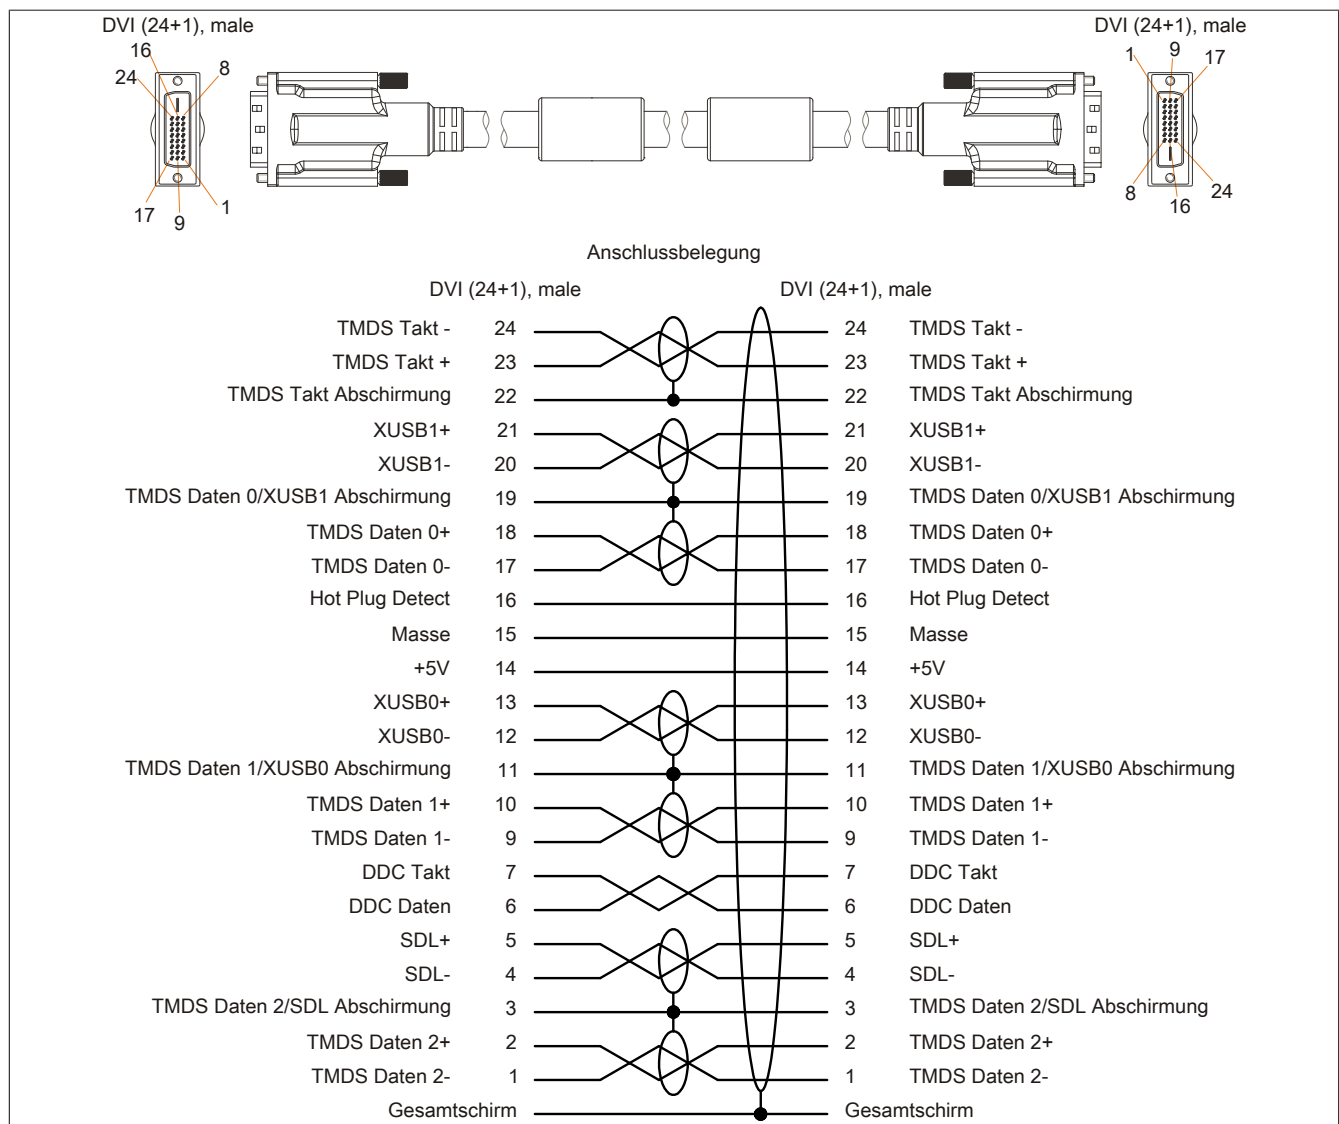 DVI (24+1), male DVI (24+1), male
16 1 9 17
24 8
17 9 1 8 16 24
Anschlussbelegung
DVI (24+1), male DVI (24+1), male
TMDS Takt - 24 24 TMDS Takt -
TMDS Takt + 23 23 TMDS Takt +
TMDS Takt Abschirmung 22 22 TMDS Takt Abschirmung
XUSB1+ 21 21 XUSB1+
XUSB1- 20 20 XUSB1-
TMDS Daten 0/XUSB1 Abschirmung 19 19 TMDS Daten 0/XUSB1 Abschirmung
TMDS Daten 0+ 18 18 TMDS Daten 0+
TMDS Daten 0- 17 17 TMDS Daten 0-
Hot Plug Detect 16 16 Hot Plug Detect
Masse 15 15 Masse
+5V 14 14 +5V
XUSB0+ 13 13 XUSB0+
XUSB0- 12 12 XUSB0-
TMDS Daten 1/XUSB0 Abschirmung 11 11 TMDS Daten 1/XUSB0 Abschirmung
TMDS Daten 1+ 10 10 TMDS Daten 1+
TMDS Daten 1- 9 9 TMDS Daten 1-
DDC Takt 7 7 DDC Takt
DDC Daten 6 6 DDC Daten
SDL+ 5 5 SDL+
SDL- 4 4 SDL-
TMDS Daten 2/SDL Abschirmung 3 3 TMDS Daten 2/SDL Abschirmung
TMDS Daten 2+ 2 2 TMDS Daten 2+
TMDS Daten 2- 1 1 TMDS Daten 2-
Gesamtschirm Gesamtschirm